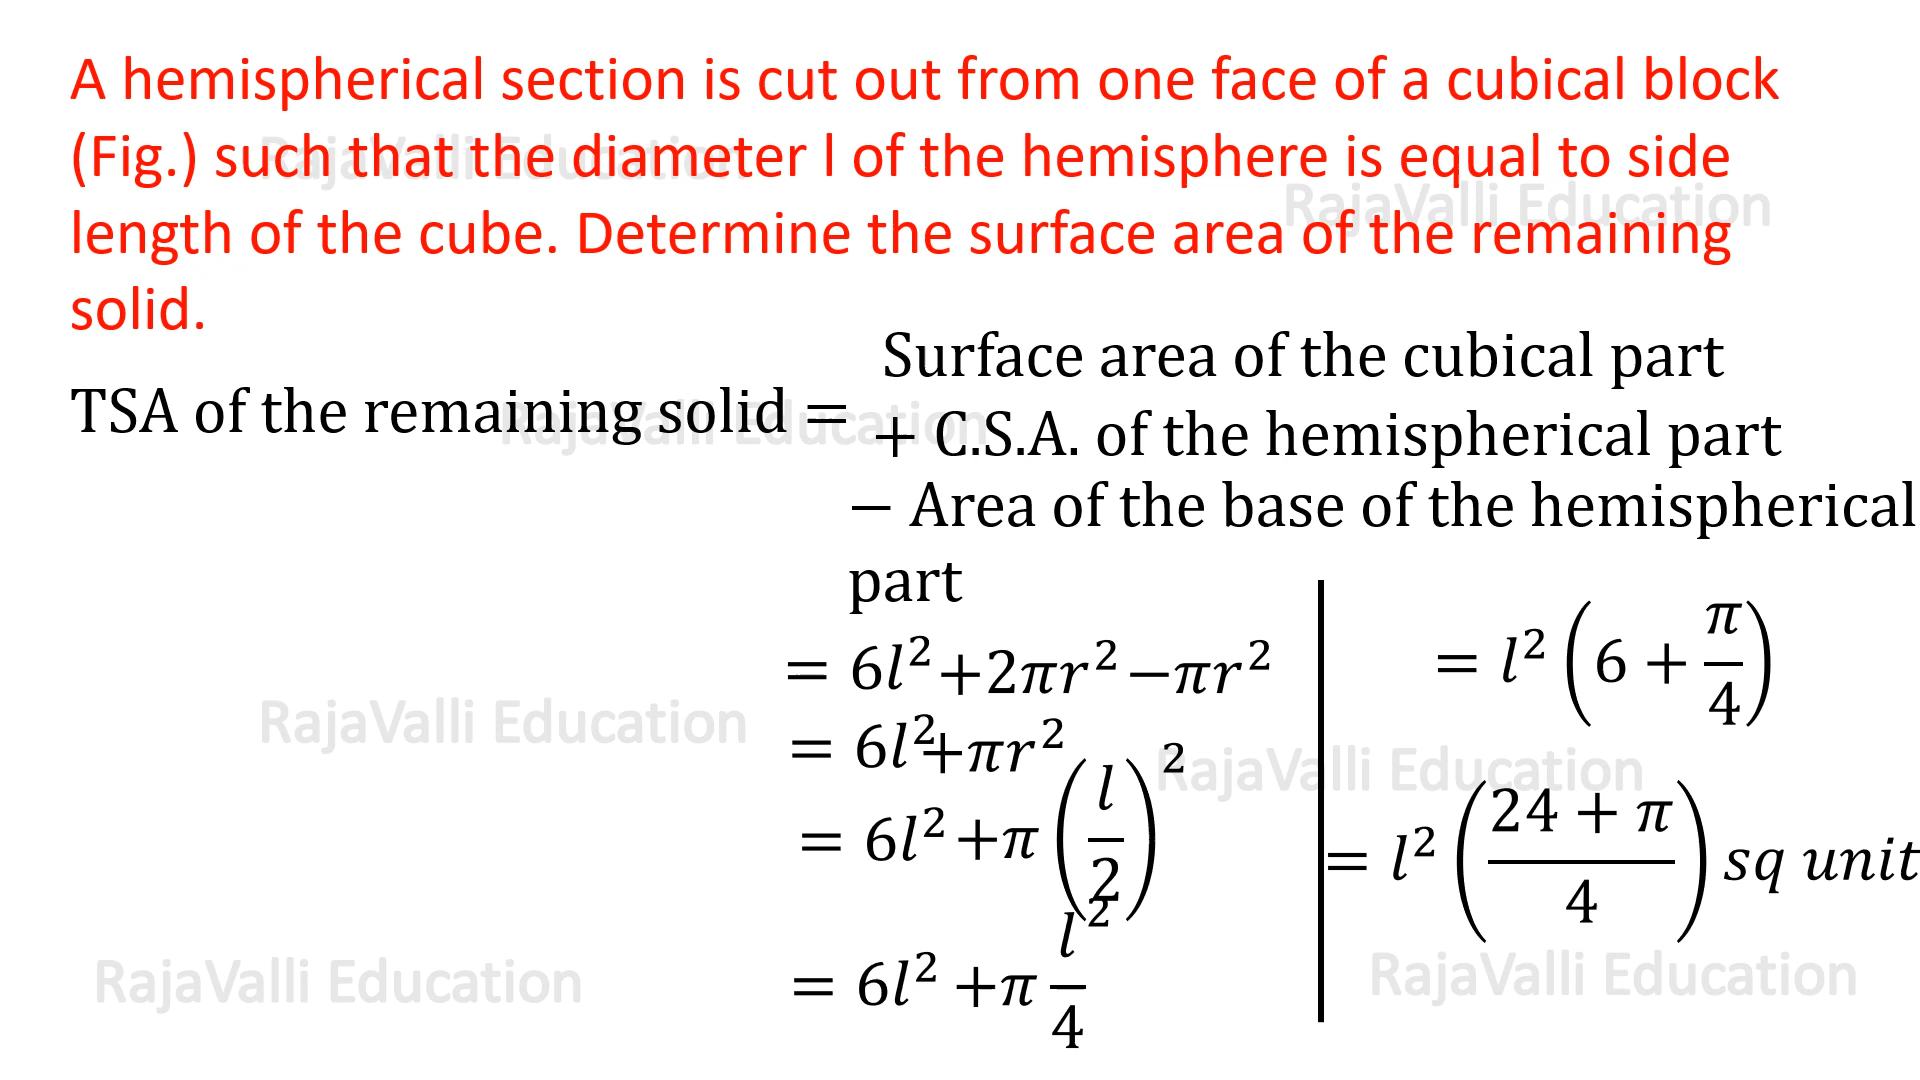 A hemispherical section is cut out from one face of a cubical block
(Fig.) such that the diameter l of the hemisphere is equal to side
length of the cube. Determine the surface area of the remaining
solid.
TSA of the remaining solid =
Surface area of the cubical part
+ C.S.A. of the hemispherical part
− Area of the base of the hemispherical
part
= 6l² +2πr² −πr²
= 6l² +πr²
= 6l² +π(l/2)²
= 6l² +π l²/4
= l² (6 + π/4)
= l² ((24 + π)/4) sq unit
RajaValli Education
RajaValli Education
RajaValli Education
RajaValli Education
RajaValli Education
RajaValli Education
RajaValli Education